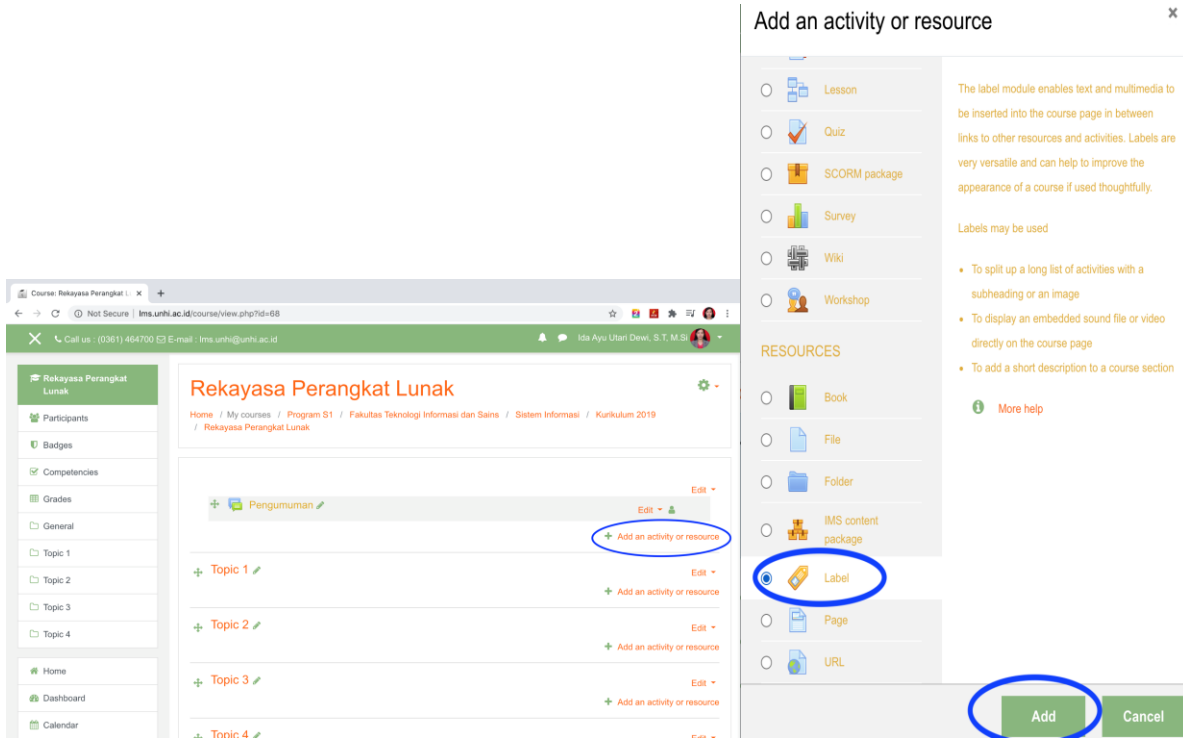 Course: Rekayasa Perangkat L
Not Secure | lms.unhi.ac.id/course/view.php?id=68
Call us : (0361) 464700 E-mail : lms.unhi@unhi.ac.id
Ida Ayu Utari Dewi, S.T, M.Si
Rekayasa Perangkat
Lunak
Participants
Badges
Competencies
Grades
General
Topic 1
Topic 2
Topic 3
Topic 4
Home
Dashboard
Calendar
Rekayasa Perangkat Lunak
Home / My courses / Program S1 / Fakultas Teknologi Informasi dan Sains / Sistem Informasi / Kurikulum 2019
/ Rekayasa Perangkat Lunak
Edit
Pengumuman
Edit
+ Add an activity or resource
Topic 1
Edit
+ Add an activity or resource
Topic 2
Edit
+ Add an activity or resource
Topic 3
Edit
+ Add an activity or resource
Topic 4
Edit
Add an activity or resource
x
Lesson
Quiz
SCORM package
Survey
Wiki
Workshop
RESOURCES
Book
File
Folder
IMS content
package
Label
Page
URL
The label module enables text and multimedia to
be inserted into the course page in between
links to other resources and activities. Labels are
very versatile and can help to improve the
appearance of a course if used thoughtfully.
Labels may be used
• To split up a long list of activities with a
subheading or an image
• To display an embedded sound file or video
directly on the course page
• To add a short description to a course section
More help
Add
Cancel